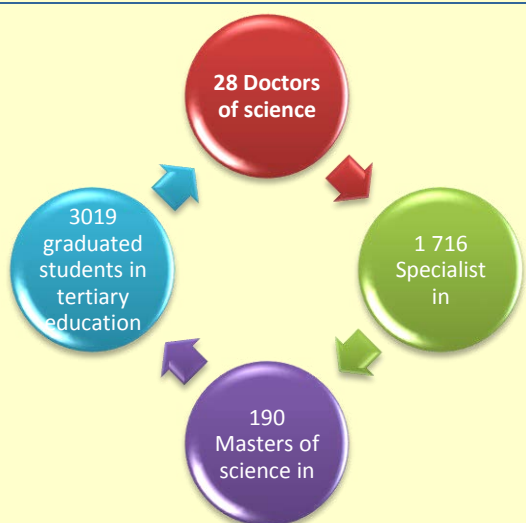 28 Doctors
of science
1 716
Specialist
in
190
Masters of
science in
3019
graduated
students in
tertiary
education